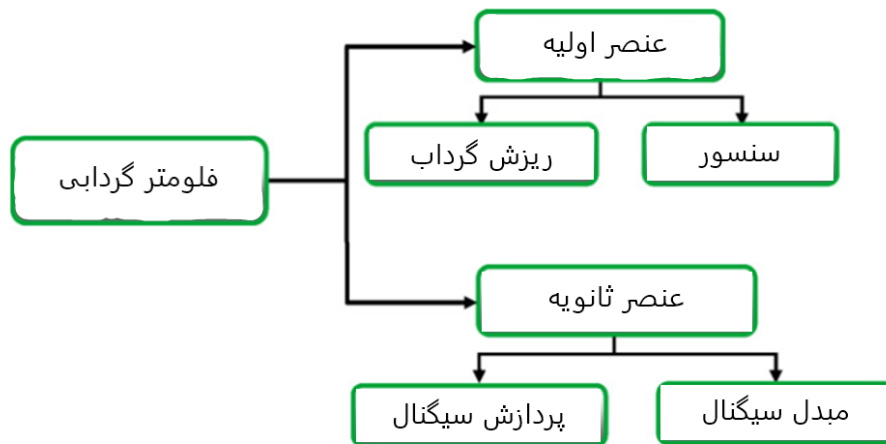 عنصر اولیه
سنسور
ریزش گرداب
فلومتر گردابی
عنصر ثانویه
مبدل سیگنال
پردازش سیگنال